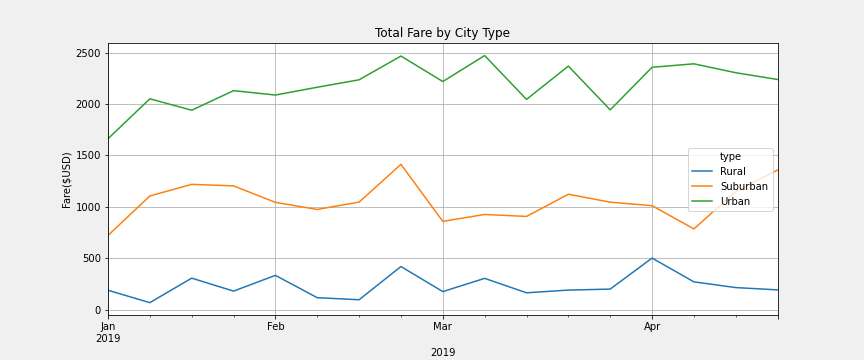 Total Fare by City Type
Fare($USD)
2500
2000
1500
1000
500
0
type
Rural
Suburban
Urban
Jan Feb Mar Apr
2019
2019